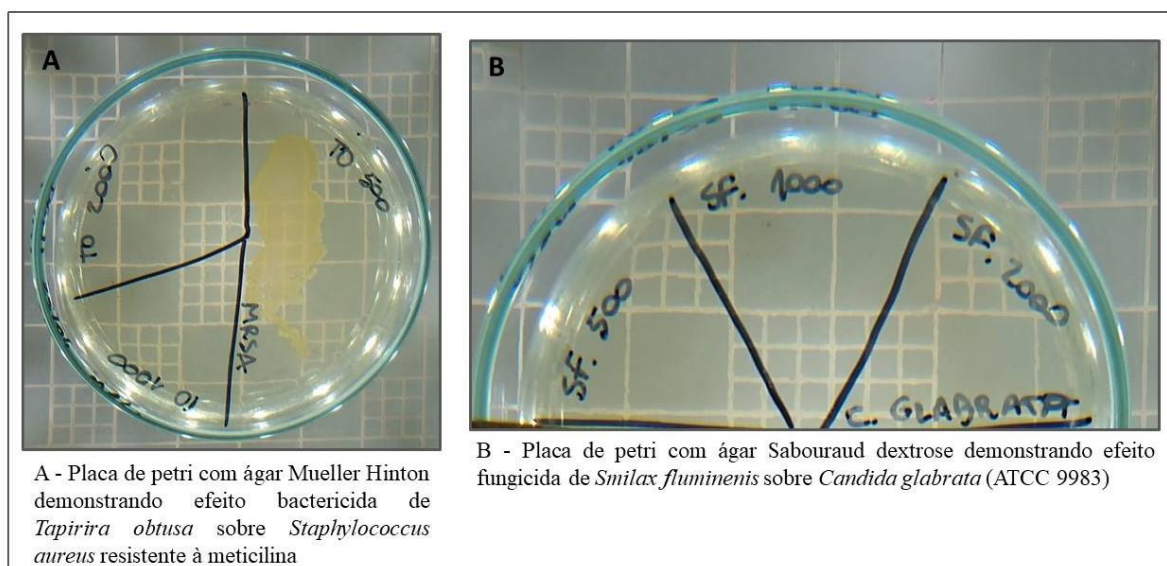 A
TO 2000
TO 500
TO 1000
MRSA
A - Placa de petri com ágar Mueller Hinton
demonstrando efeito bactericida de
Tapirira obtusa sobre Staphylococcus
aureus resistente à meticilina
B
Sf. 500
Sf. 1000
Sf. 2000
C. GLABRATA
B - Placa de petri com ágar Sabouraud dextrose demonstrando efeito
fungicida de Smilax fluminenis sobre Candida glabrata (ATCC 9983)